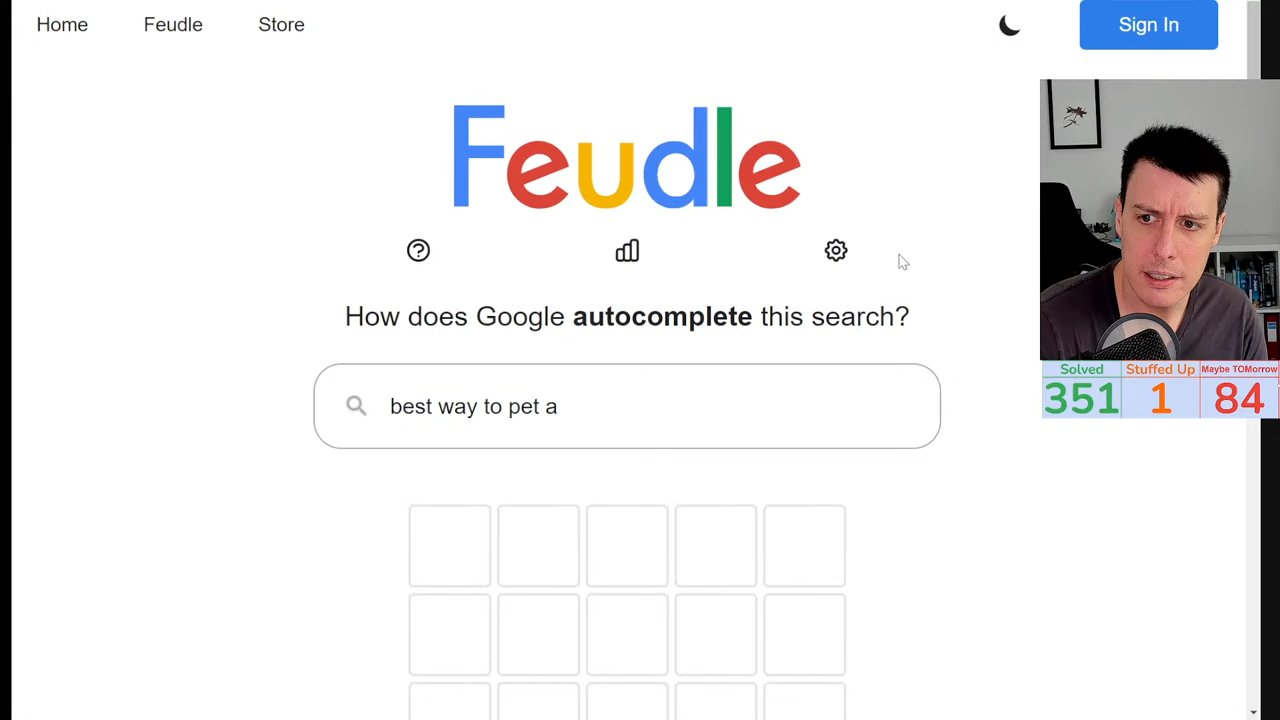 Home Feudle Store Sign In
Feudle
How does Google autocomplete this search?
best way to pet a
Solved Stuffed Up Maybe TOMorrow
351 1 84